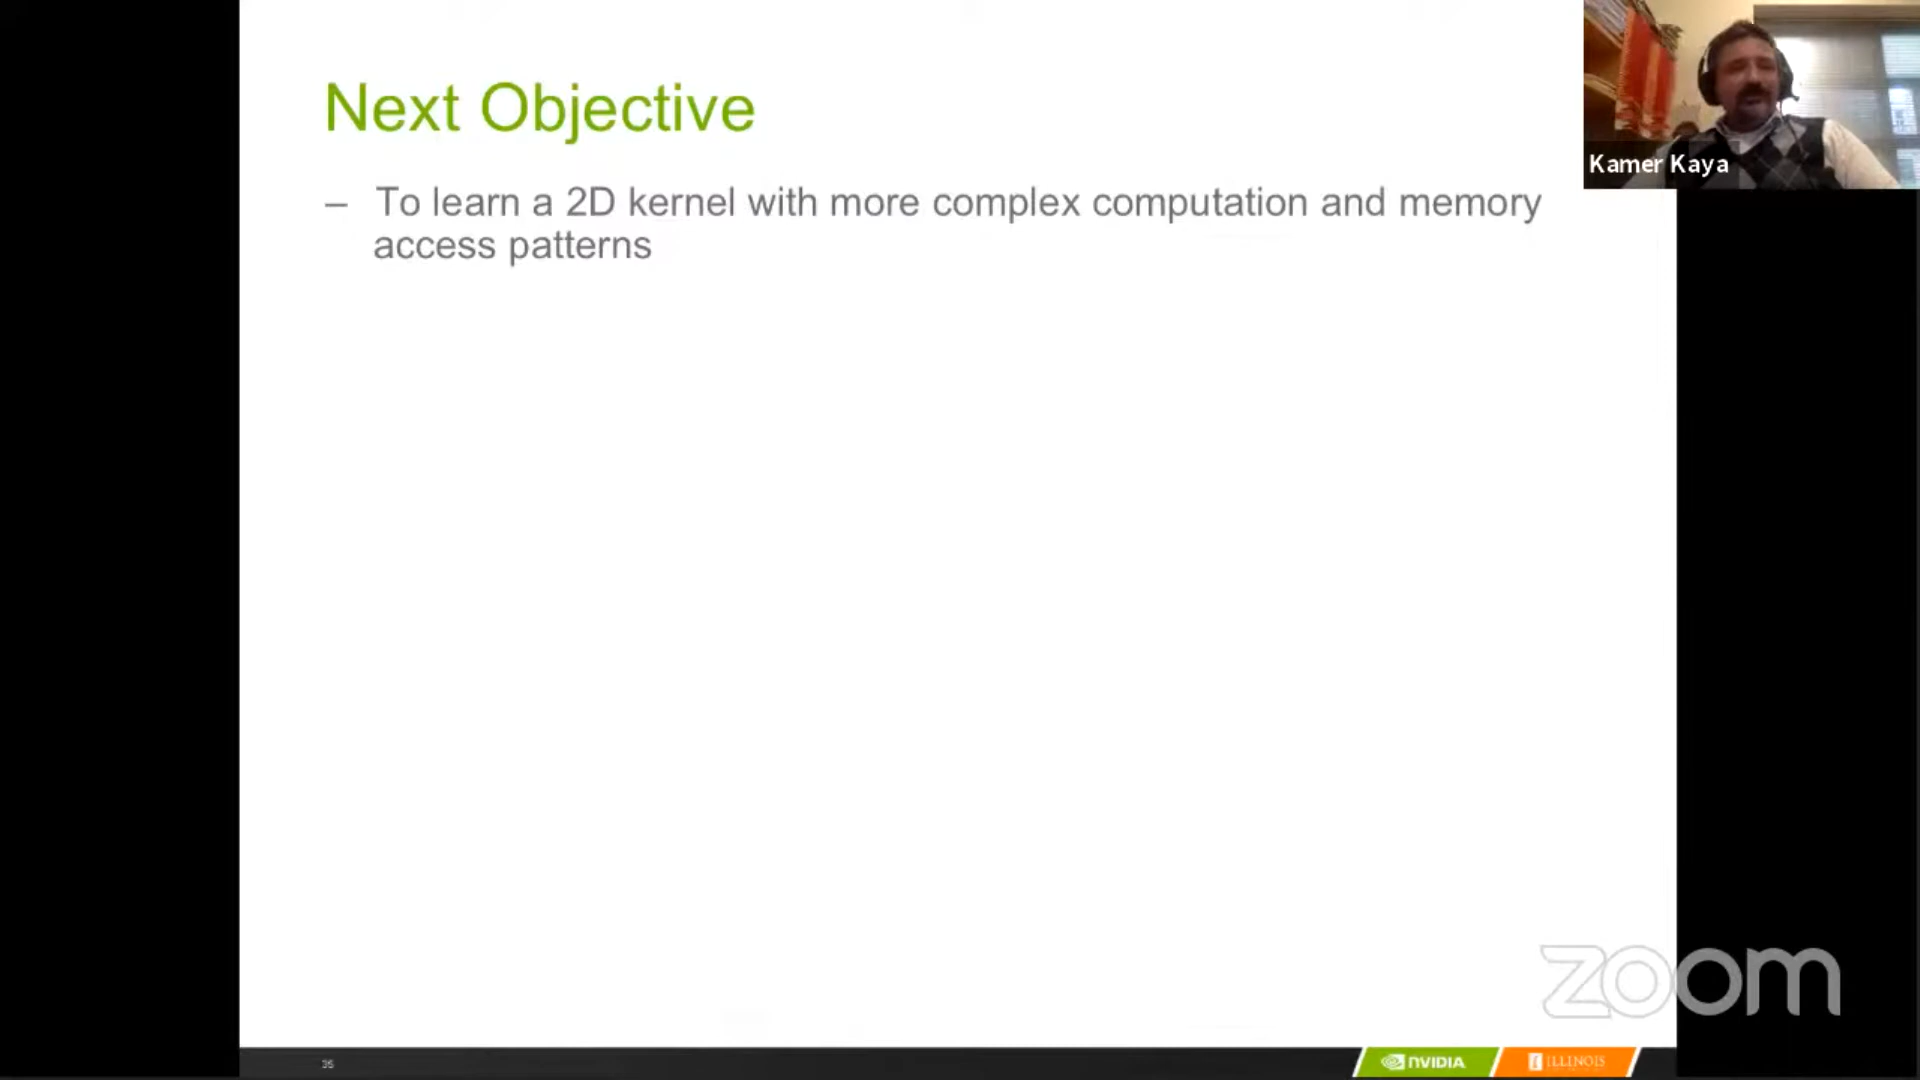 Next Objective
Kamer Kaya
– To learn a 2D kernel with more complex computation and memory
access patterns
zoom
35
NVIDIA
I ILLINOIS